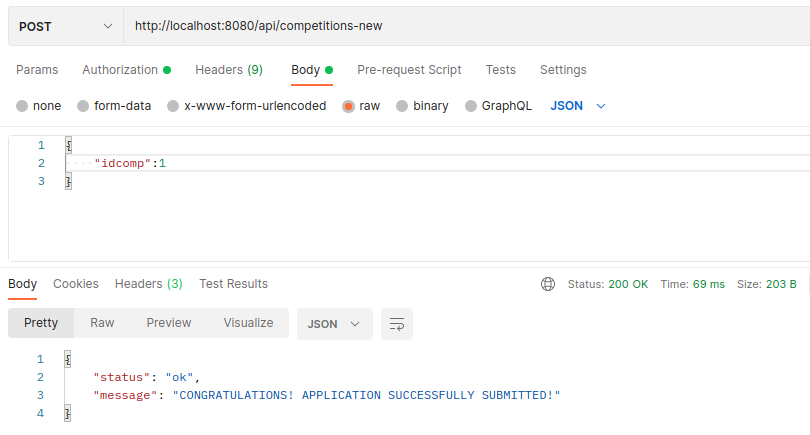 POST http://localhost:8080/api/competitions-new
Params Authorization Headers (9) Body Pre-request Script Tests Settings
none form-data x-www-form-urlencoded raw binary GraphQL JSON
1 {
2 "idcomp":1
3 }
Body Cookies Headers (3) Test Results Status: 200 OK Time: 69 ms Size: 203 B
Pretty Raw Preview Visualize JSON
1 {
2 "status": "ok",
3 "message": "CONGRATULATIONS! APPLICATION SUCCESSFULLY SUBMITTED!"
4 }